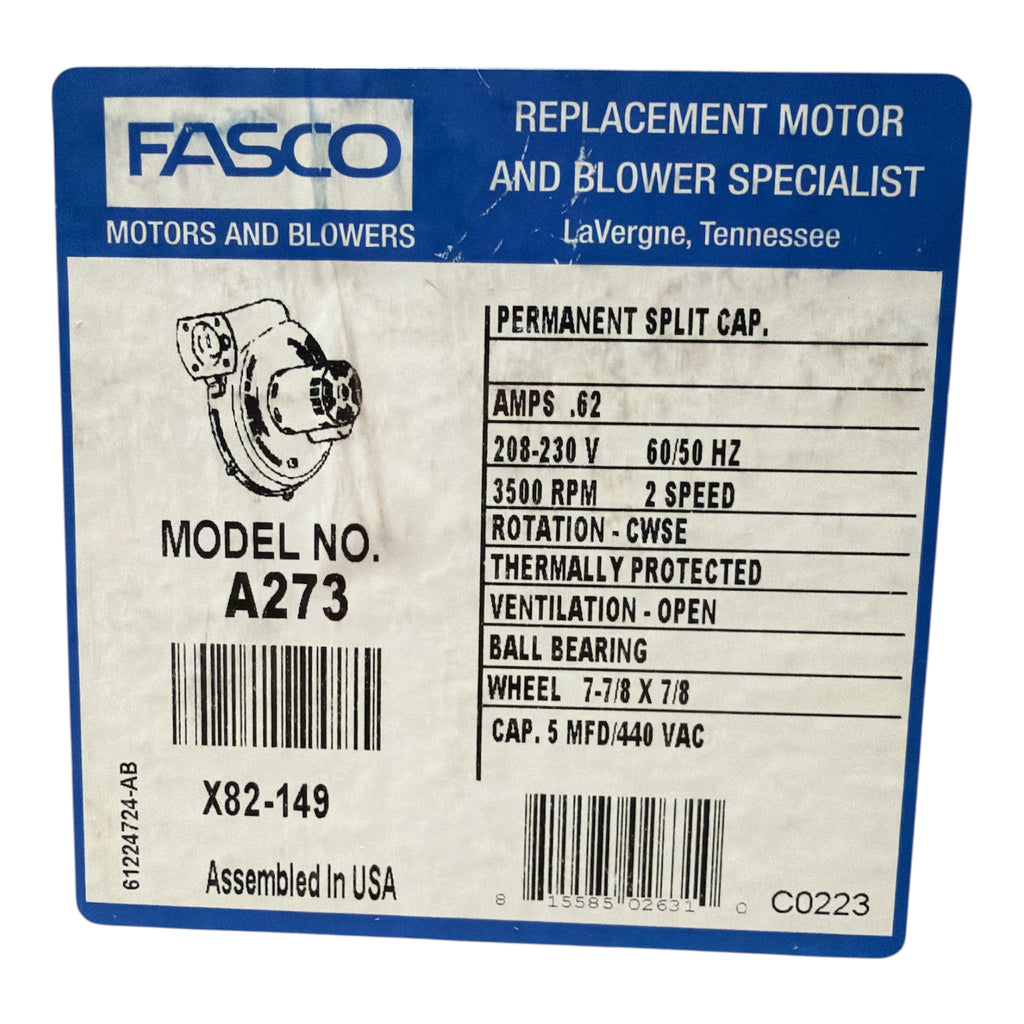 FASCO
MOTORS AND BLOWERS
REPLACEMENT MOTOR
AND BLOWER SPECIALIST
LaVergne, Tennessee
MODEL NO.
A273
X82-149
61224724-AB
Assembled In USA
PERMANENT SPLIT CAP.
AMPS .62
208-230 V 60/50 HZ
3500 RPM 2 SPEED
ROTATION - CWSE
THERMALLY PROTECTED
VENTILATION - OPEN
BALL BEARING
WHEEL 7-7/8 X 7/8
CAP. 5 MFD/440 VAC
8 15585 02631 0
C0223